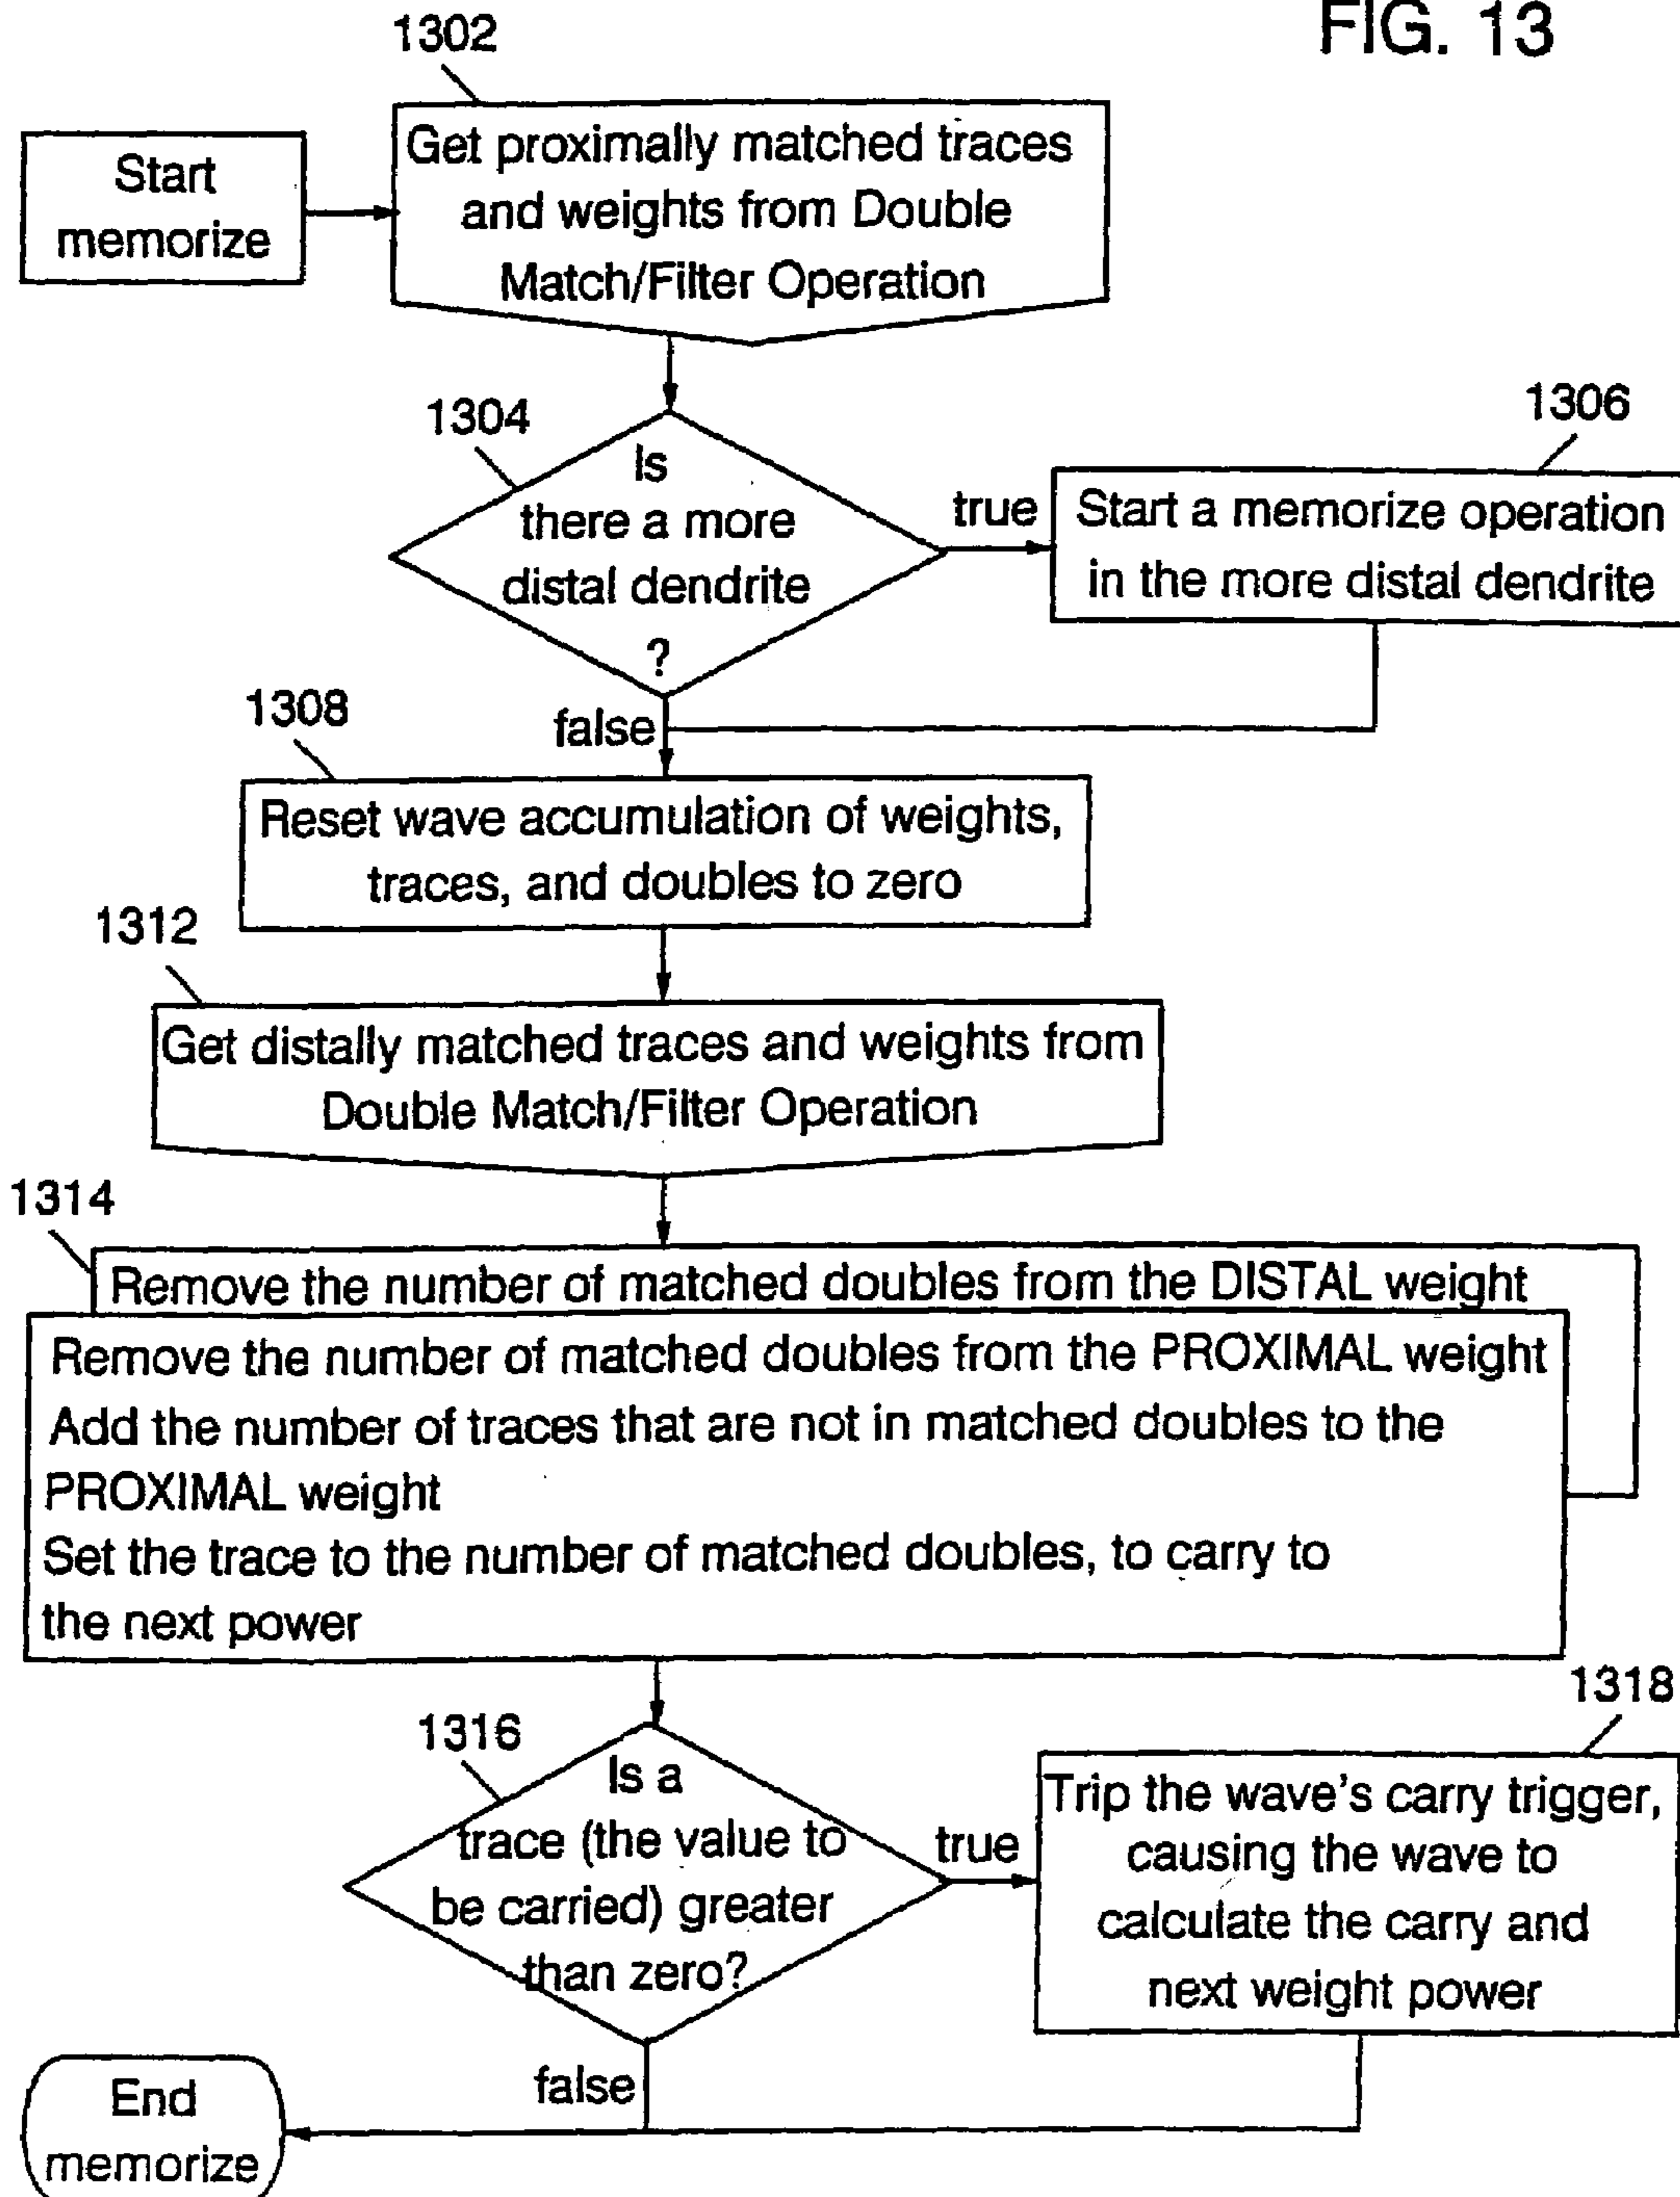 FIG. 13
1302
Start
memorize
Get proximally matched traces
and weights from Double
Match/Filter Operation
1304
Is
there a more
distal dendrite
?
true
1306
Start a memorize operation
in the more distal dendrite
false
1308
Reset wave accumulation of weights,
traces, and doubles to zero
1312
Get distally matched traces and weights from
Double Match/Filter Operation
1314
Remove the number of matched doubles from the DISTAL weight
Remove the number of matched doubles from the PROXIMAL weight
Add the number of traces that are not in matched doubles to the
PROXIMAL weight
Set the trace to the number of matched doubles, to carry to
the next power
1316
Is a
trace (the value to
be carried) greater
than zero?
true
1318
Trip the wave's carry trigger,
causing the wave to
calculate the carry and
next weight power
false
End
memorize